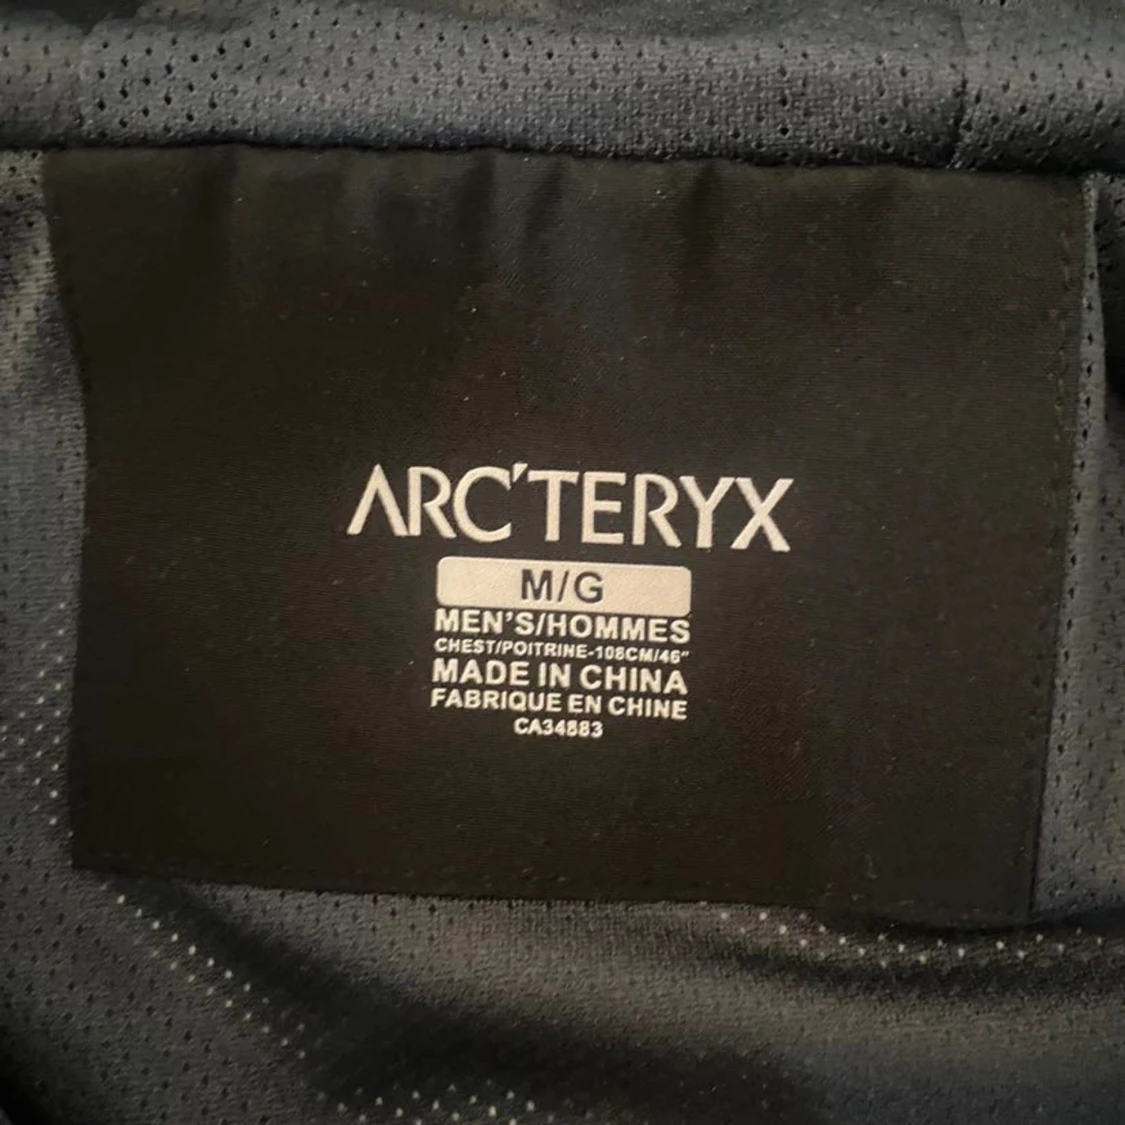 ARC'TERYX
M/G
MEN'S/HOMMES
CHEST/POITRINE-108CM/46"
MADE IN CHINA
FABRIQUE EN CHINE
CA34883